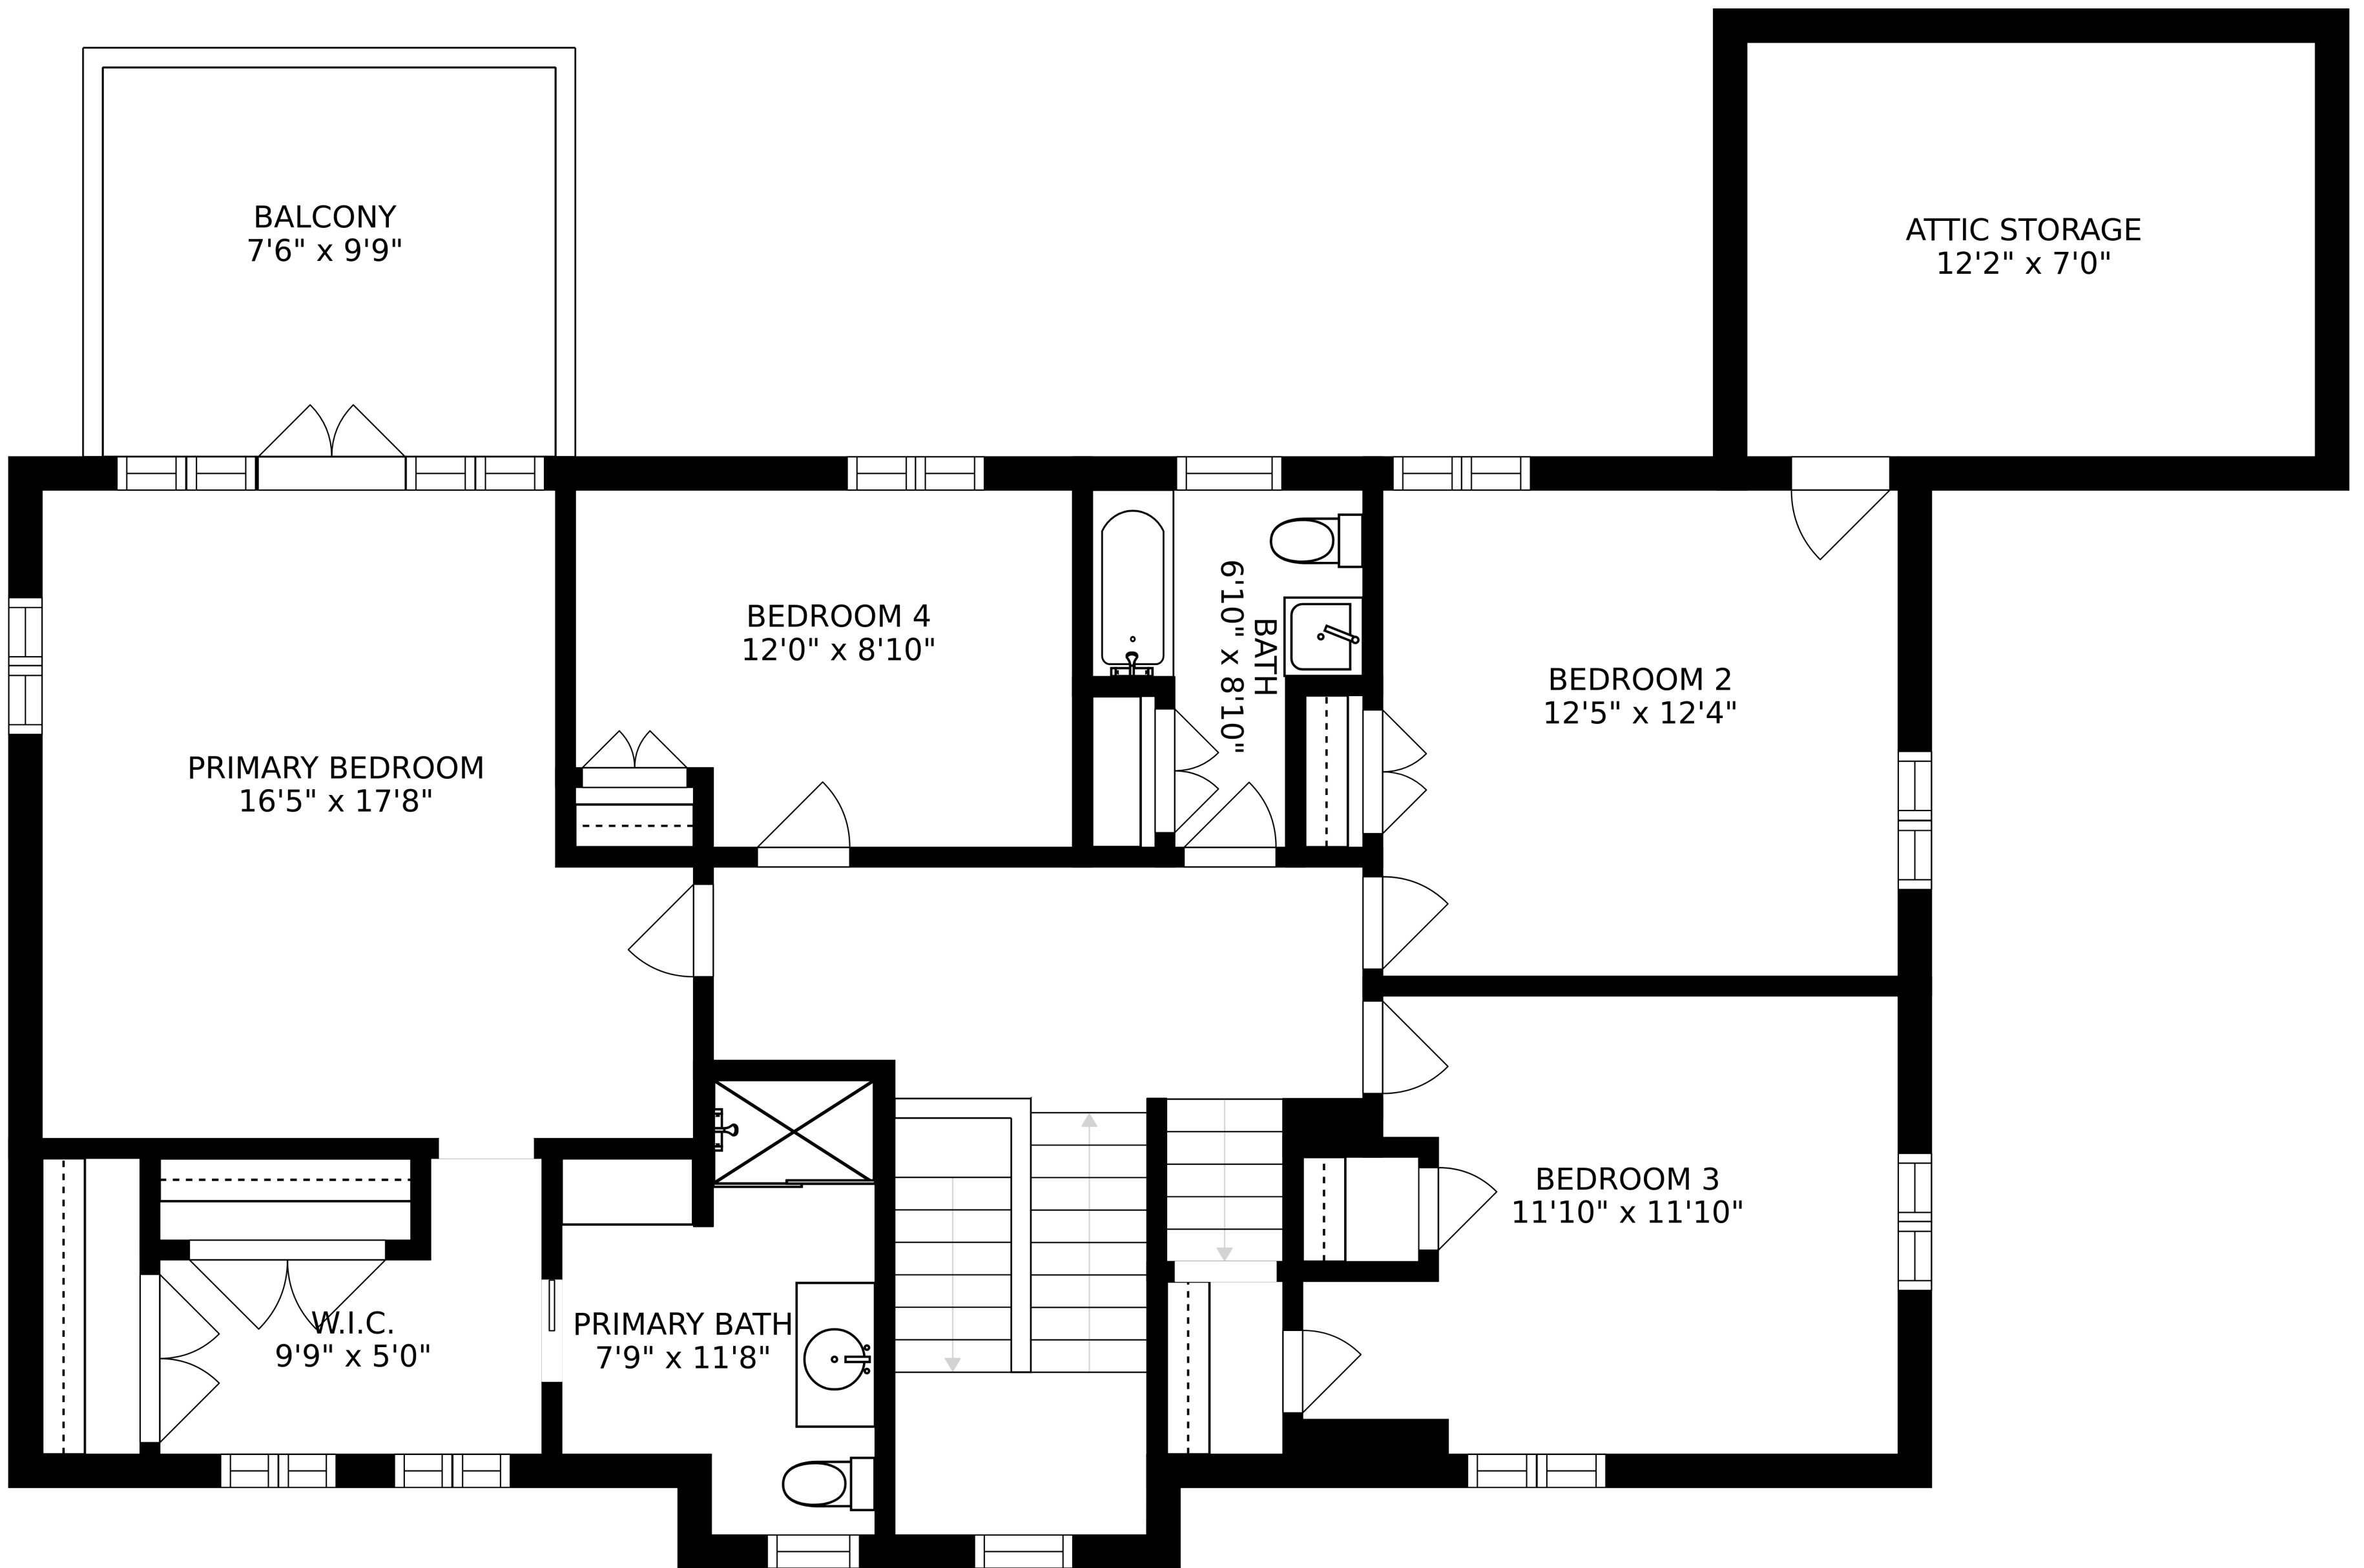 BALCONY
7'6" x 9'9"
ATTIC STORAGE
12'2" x 7'0"
BEDROOM 4
12'0" x 8'10"
BATH
6'10" x 8'10"
BEDROOM 2
12'5" x 12'4"
PRIMARY BEDROOM
16'5" x 17'8"
BEDROOM 3
11'10" x 11'10"
W.I.C.
9'9" x 5'0"
PRIMARY BATH
7'9" x 11'8"